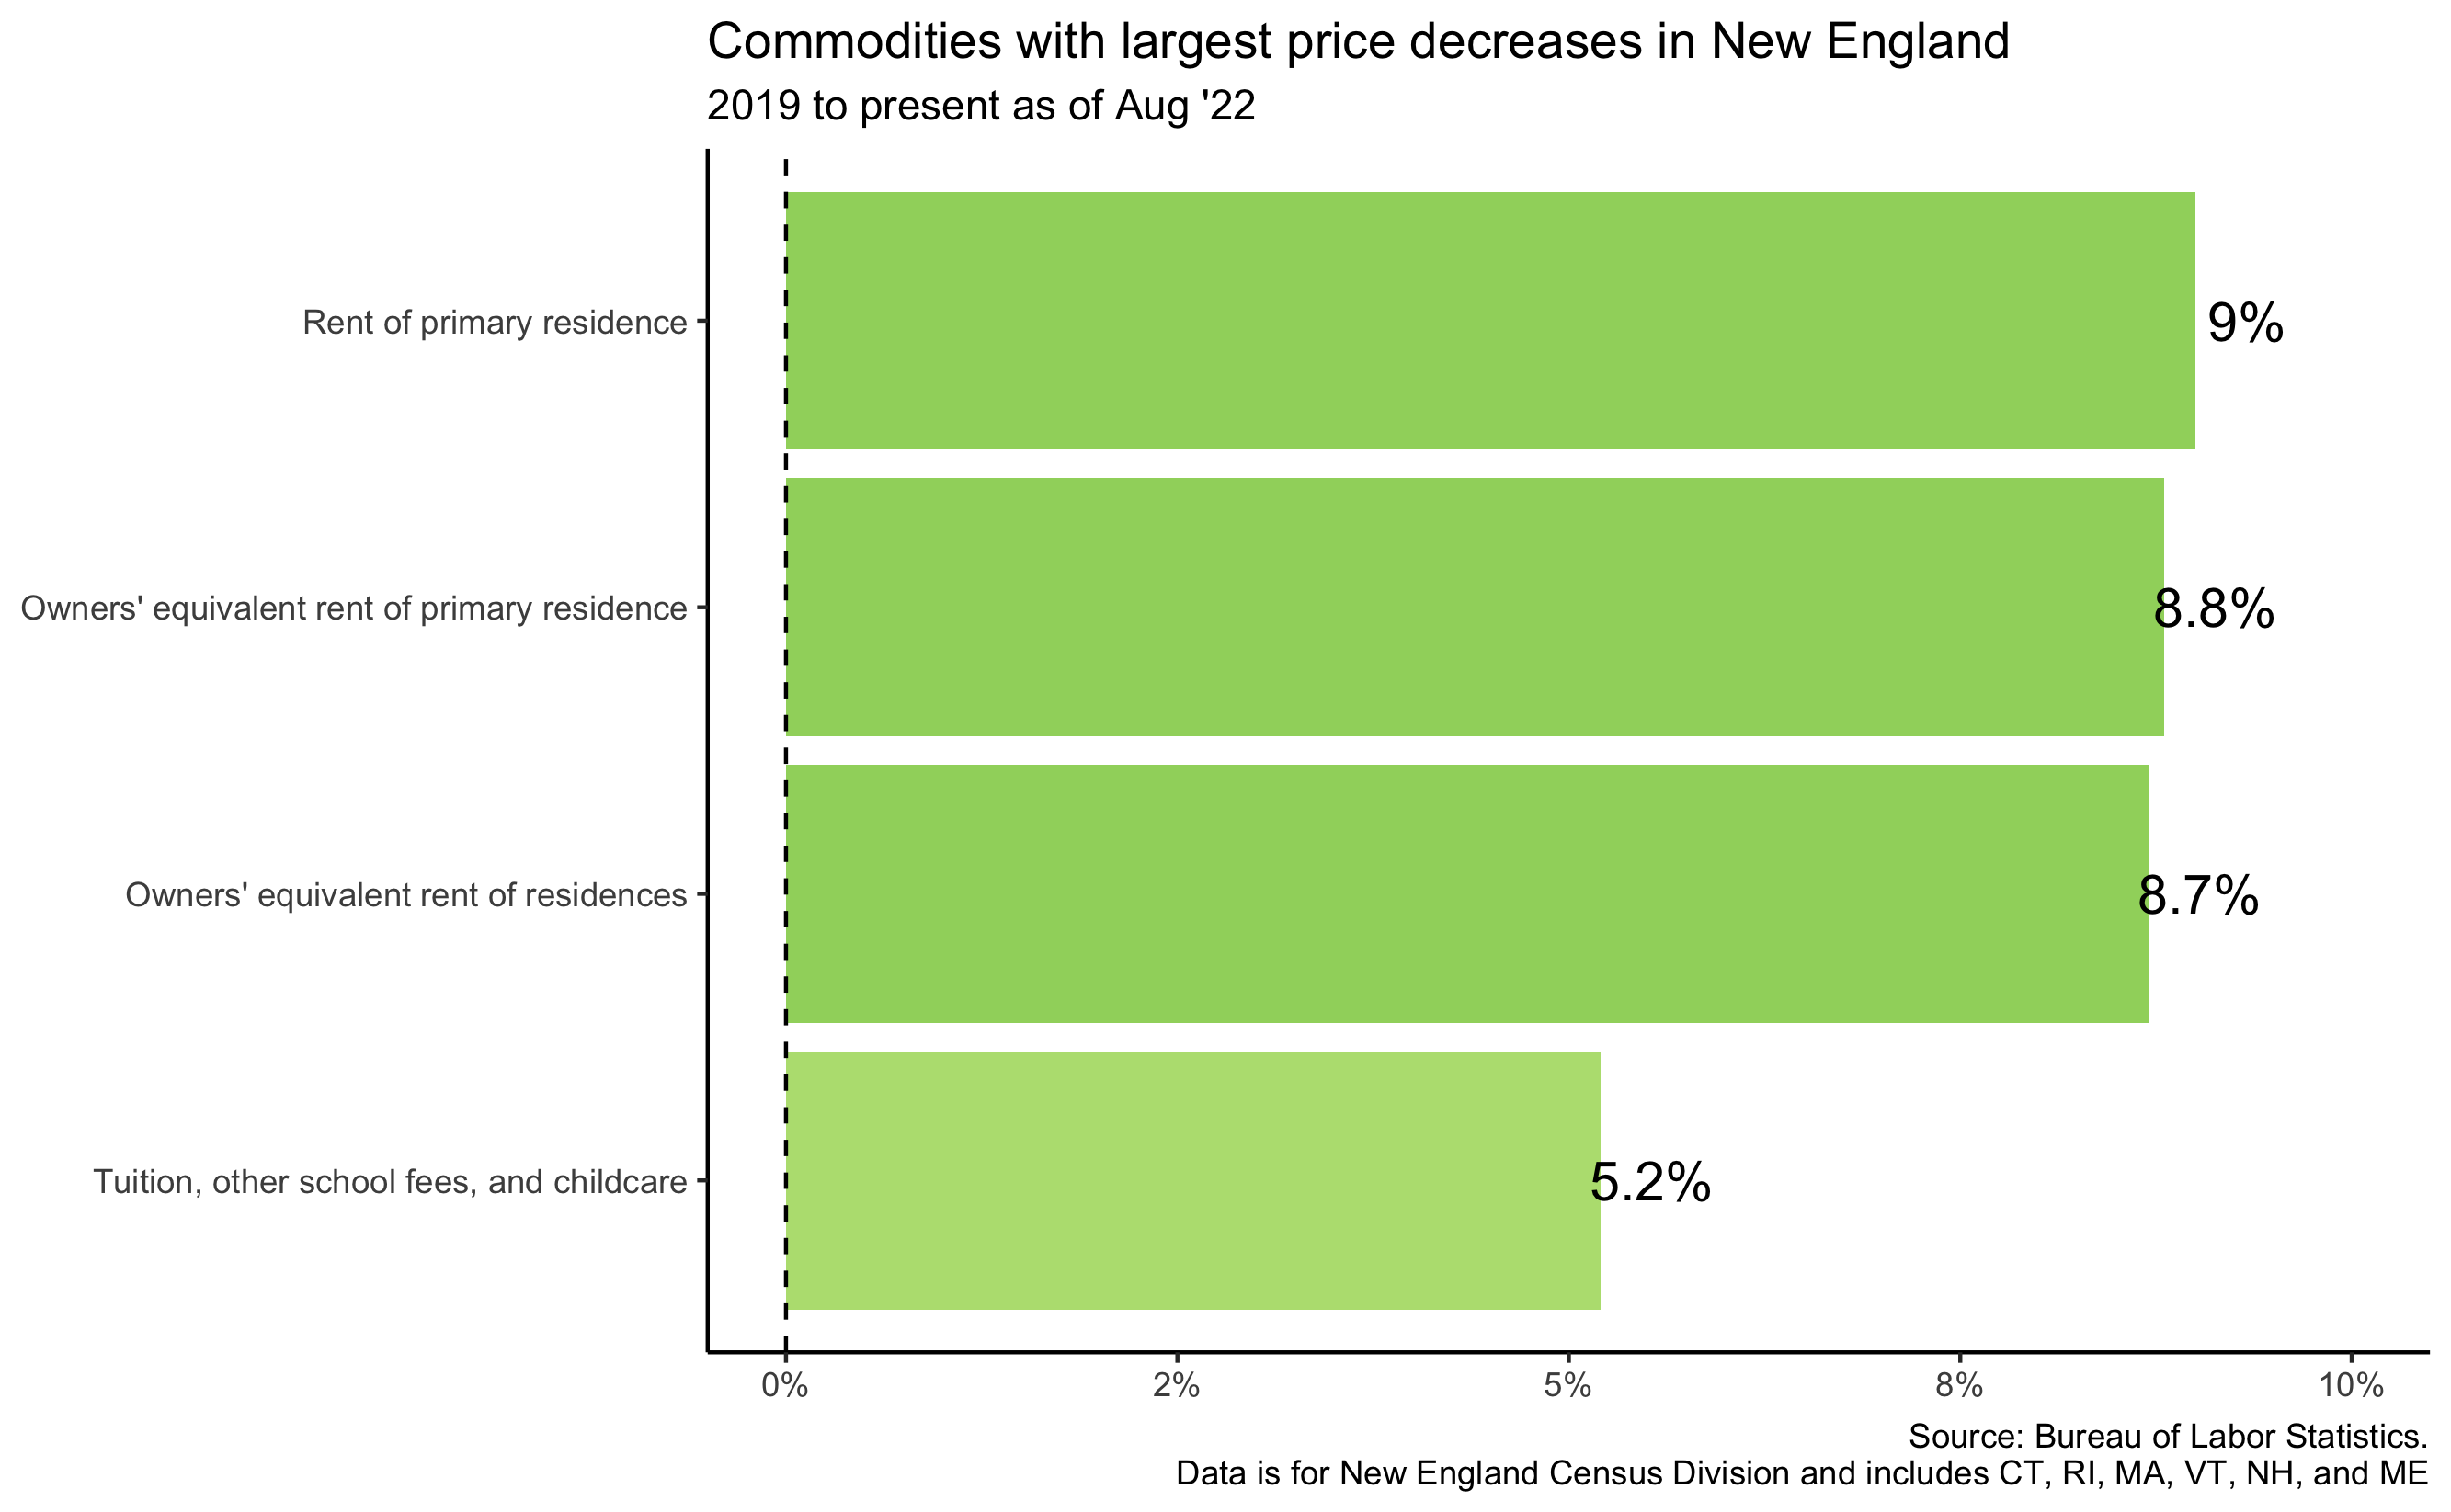 Commodities with largest price decreases in New England
2019 to present as of Aug '22
Rent of primary residence
9%
Owners' equivalent rent of primary residence
8.8%
Owners' equivalent rent of residences
8.7%
Tuition, other school fees, and childcare
5.2%
0% 2% 5% 8% 10%
Source: Bureau of Labor Statistics.
Data is for New England Census Division and includes CT, RI, MA, VT, NH, and ME